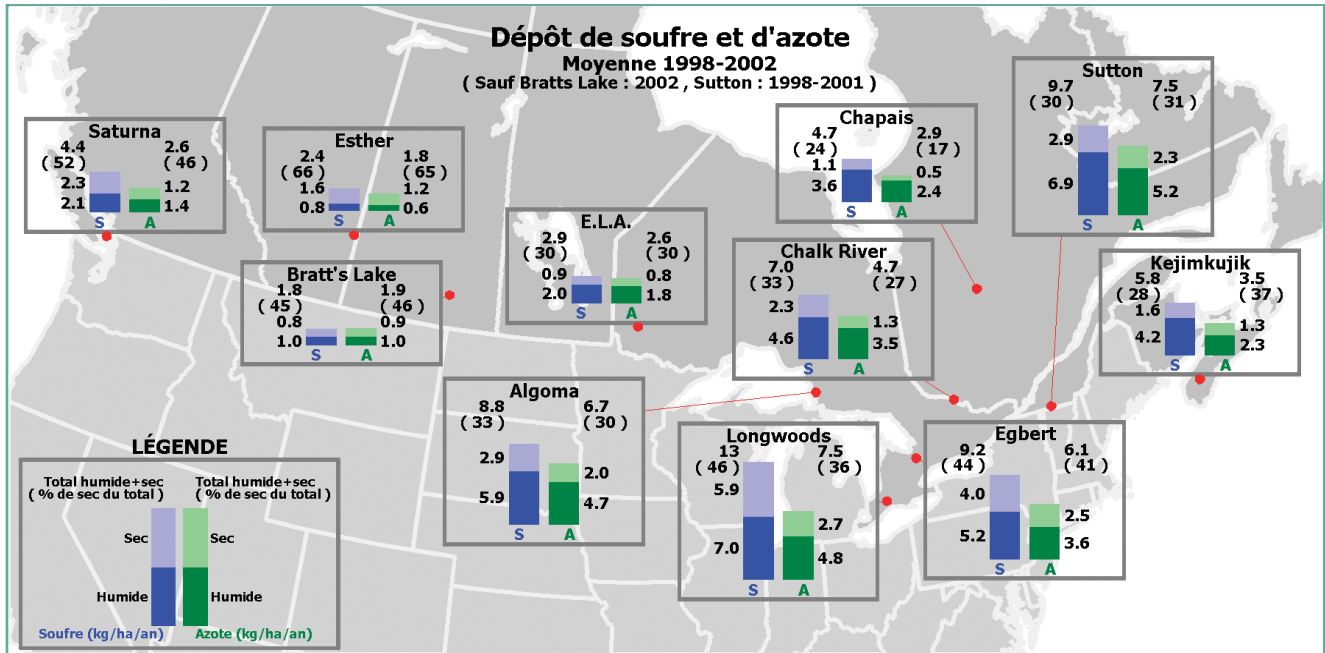 Dépôt de soufre et d'azote
Moyenne 1998-2002
( Sauf Bratts Lake : 2002 , Sutton : 1998-2001 )
Saturna
4.4 2.6
( 52 ) ( 46 )
2.3 1.2
2.1 1.4
S A
Esther
2.4 1.8
( 66 ) ( 65 )
1.6 1.2
0.8 0.6
S A
Bratt's Lake
1.8 1.9
( 45 ) ( 46 )
0.8 0.9
1.0 1.0
S A
E.L.A.
2.9 2.6
( 30 ) ( 30 )
0.9 0.8
2.0 1.8
S A
Chapais
4.7 2.9
( 24 ) ( 17 )
1.1 0.5
3.6 2.4
S A
Sutton
9.7 7.5
( 30 ) ( 31 )
2.9 2.3
6.9 5.2
S A
Chalk River
7.0 4.7
( 33 ) ( 27 )
2.3 1.3
4.6 3.5
S A
Kejimkujik
5.8 3.5
( 28 ) ( 37 )
1.6 1.3
4.2 2.3
S A
Algoma
8.8 6.7
( 33 ) ( 30 )
2.9 2.0
5.9 4.7
S A
Longwoods
13 7.5
( 46 ) ( 36 )
5.9 2.7
7.0 4.8
S A
Egbert
9.2 6.1
( 44 ) ( 41 )
4.0 2.5
5.2 3.6
S A
LÉGENDE
Total humide+sec Total humide+sec
( % de sec du total ) ( % de sec du total )
Sec Sec
Humide Humide
Soufre (kg/ha/an) Azote (kg/ha/an)